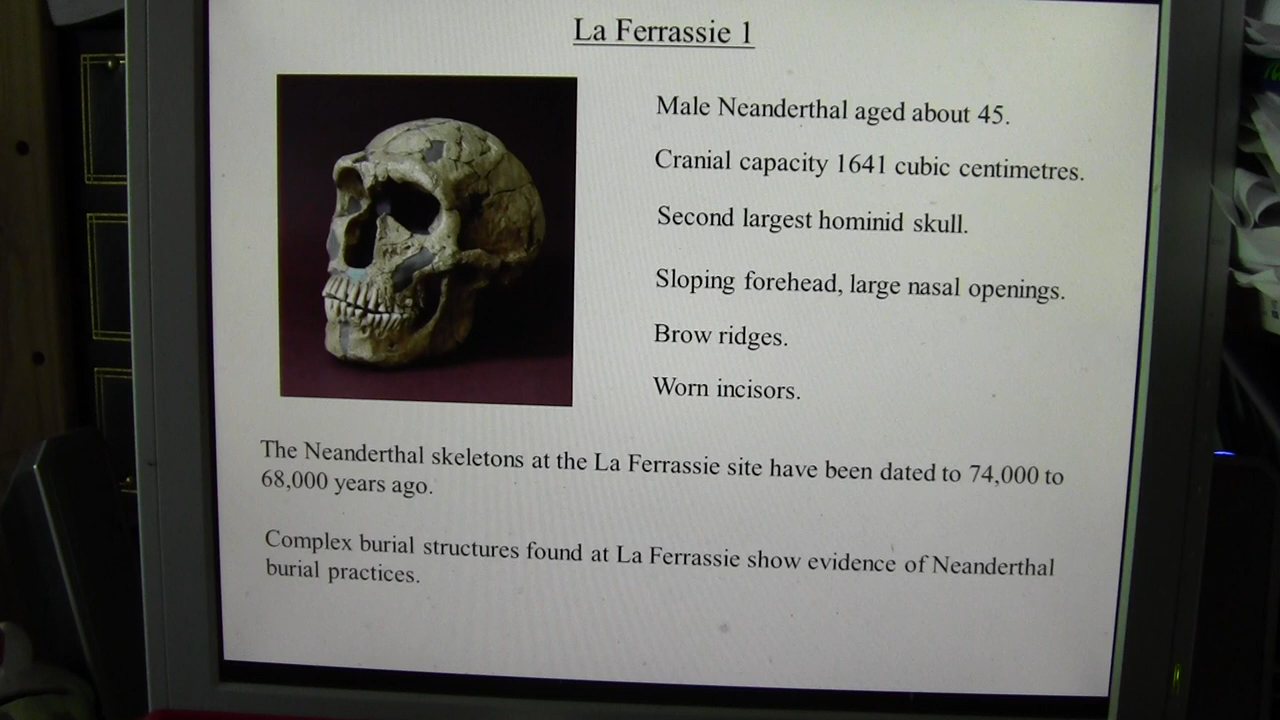 La Ferrassie 1
Male Neanderthal aged about 45.
Cranial capacity 1641 cubic centimetres.
Second largest hominid skull.
Sloping forehead, large nasal openings.
Brow ridges.
Worn incisors.
The Neanderthal skeletons at the La Ferrassie site have been dated to 74,000 to
68,000 years ago.
Complex burial structures found at La Ferrassie show evidence of Neanderthal
burial practices.